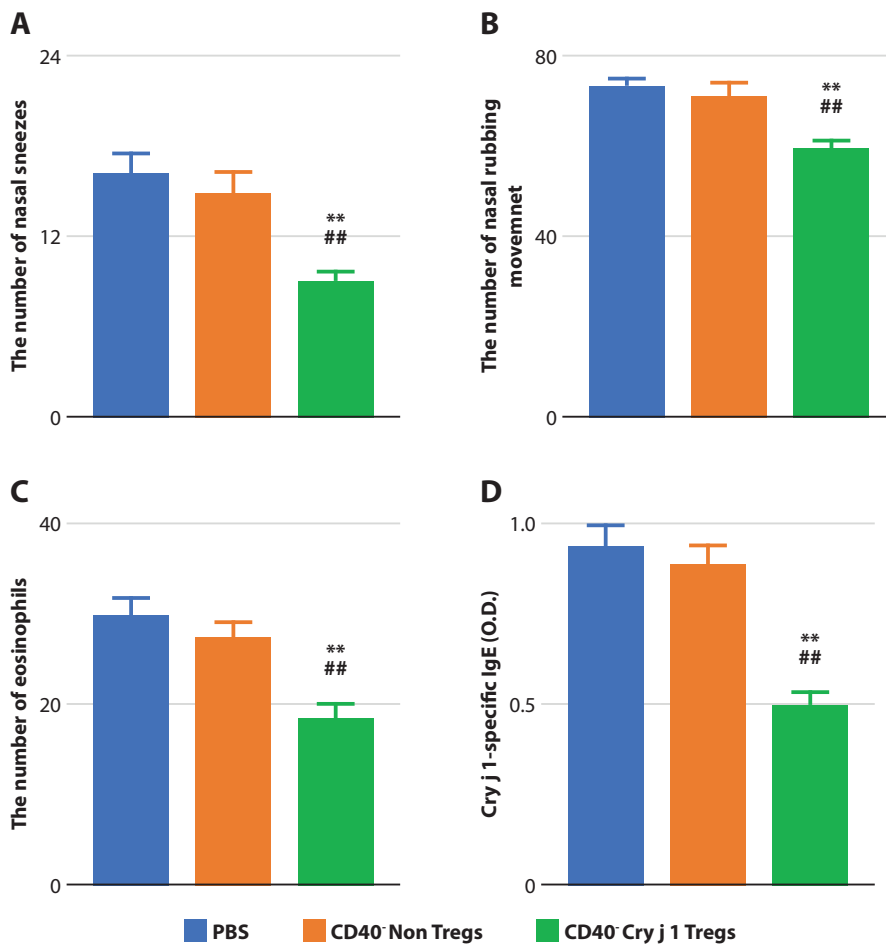 A
24
12
0
The number of nasal sneezes
**
##
B
80
40
0
The number of nasal rubbing
movemnet
**
##
C
40
20
0
The number of eosinophils
**
##
D
1.0
0.5
0
Cry j 1-specific IgE (O.D.)
**
##
PBS
CD40⁻ Non Tregs
CD40⁻ Cry j 1 Tregs